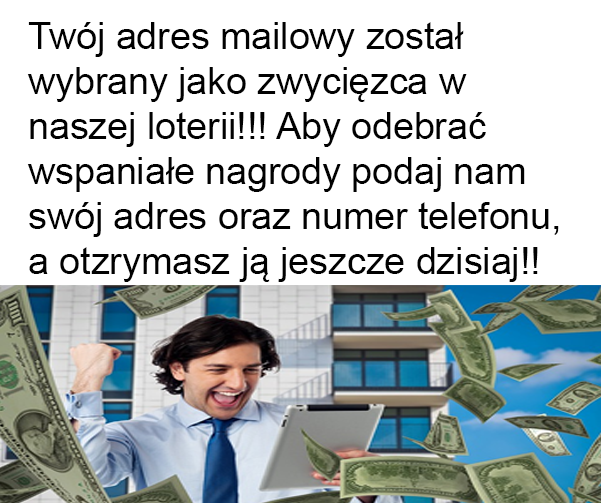 Twój adres mailowy został
wybrany jako zwycięzca w
naszej loterii!!! Aby odebrać
wspaniałe nagrody podaj nam
swój adres oraz numer telefonu,
a otzrymasz ją jeszcze dzisiaj!!